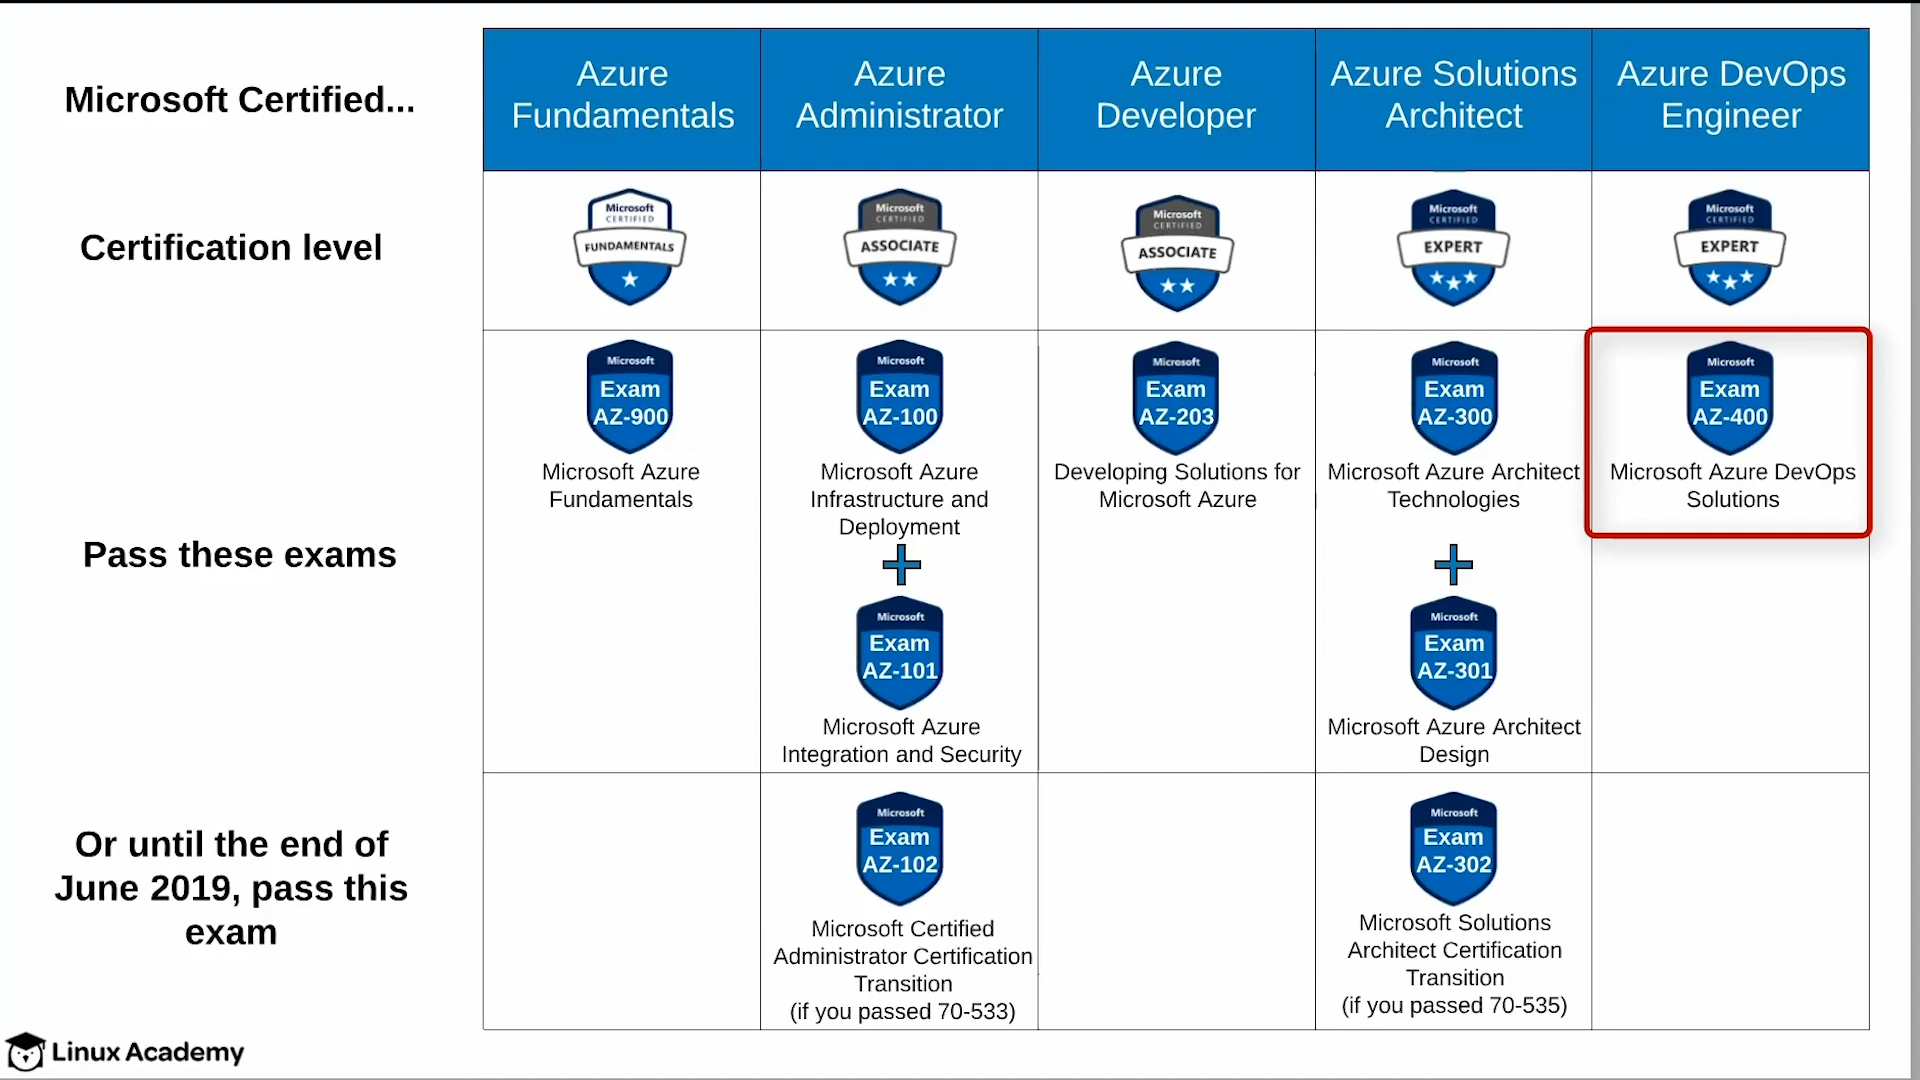 Microsoft Certified...
Azure
Fundamentals
Azure
Administrator
Azure
Developer
Azure Solutions
Architect
Azure DevOps
Engineer
Certification level
Microsoft
CERTIFIED
FUNDAMENTALS
Microsoft
CERTIFIED
ASSOCIATE
Microsoft
CERTIFIED
ASSOCIATE
Microsoft
CERTIFIED
EXPERT
Microsoft
CERTIFIED
EXPERT
Pass these exams
Microsoft
Exam
AZ-900
Microsoft Azure
Fundamentals
Microsoft
Exam
AZ-100
Microsoft Azure
Infrastructure and
Deployment
Microsoft
Exam
AZ-101
Microsoft Azure
Integration and Security
Microsoft
Exam
AZ-203
Developing Solutions for
Microsoft Azure
Microsoft
Exam
AZ-300
Microsoft Azure Architect
Technologies
Microsoft
Exam
AZ-301
Microsoft Azure Architect
Design
Microsoft
Exam
AZ-400
Microsoft Azure DevOps
Solutions
Or until the end of
June 2019, pass this
exam
Microsoft
Exam
AZ-102
Microsoft Certified
Administrator Certification
Transition
(if you passed 70-533)
Microsoft
Exam
AZ-302
Microsoft Solutions
Architect Certification
Transition
(if you passed 70-535)
Linux Academy